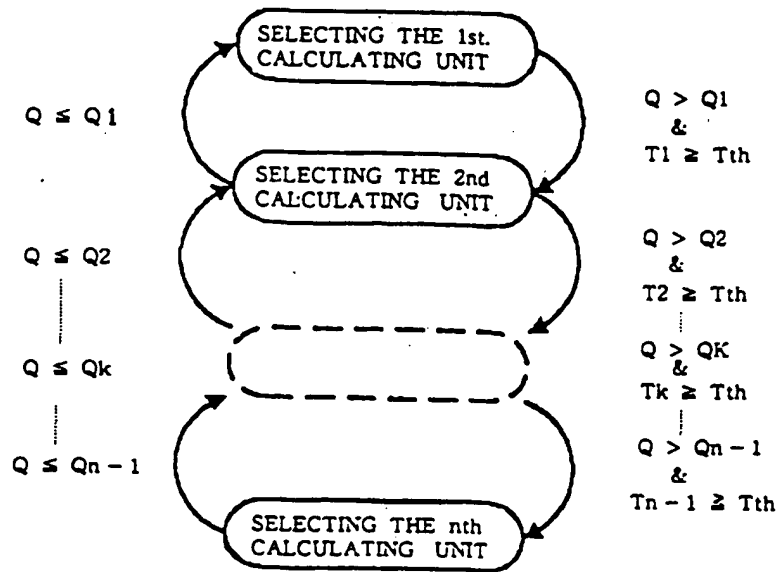 SELECTING THE 1st.
CALCULATING UNIT
Q ≦ Q1
Q > Q1
&
T1 ≧ Tth
SELECTING THE 2nd
CALCULATING UNIT
Q ≦ Q2
Q > Q2
&
T2 ≧ Tth
Q ≦ Qk
Q > QK
&
Tk ≧ Tth
Q ≦ Qn-1
Q > Qn-1
&
Tn-1 ≧ Tth
SELECTING THE nth
CALCULATING UNIT